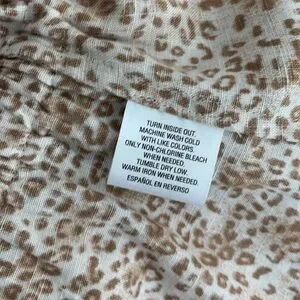 TURN INSIDE OUT.
MACHINE WASH COLD
WITH LIKE COLORS.
ONLY NON-CHLORINE BLEACH
WHEN NEEDED.
TUMBLE DRY LOW.
WARM IRON WHEN NEEDED.
ESPAÑOL EN REVERSO